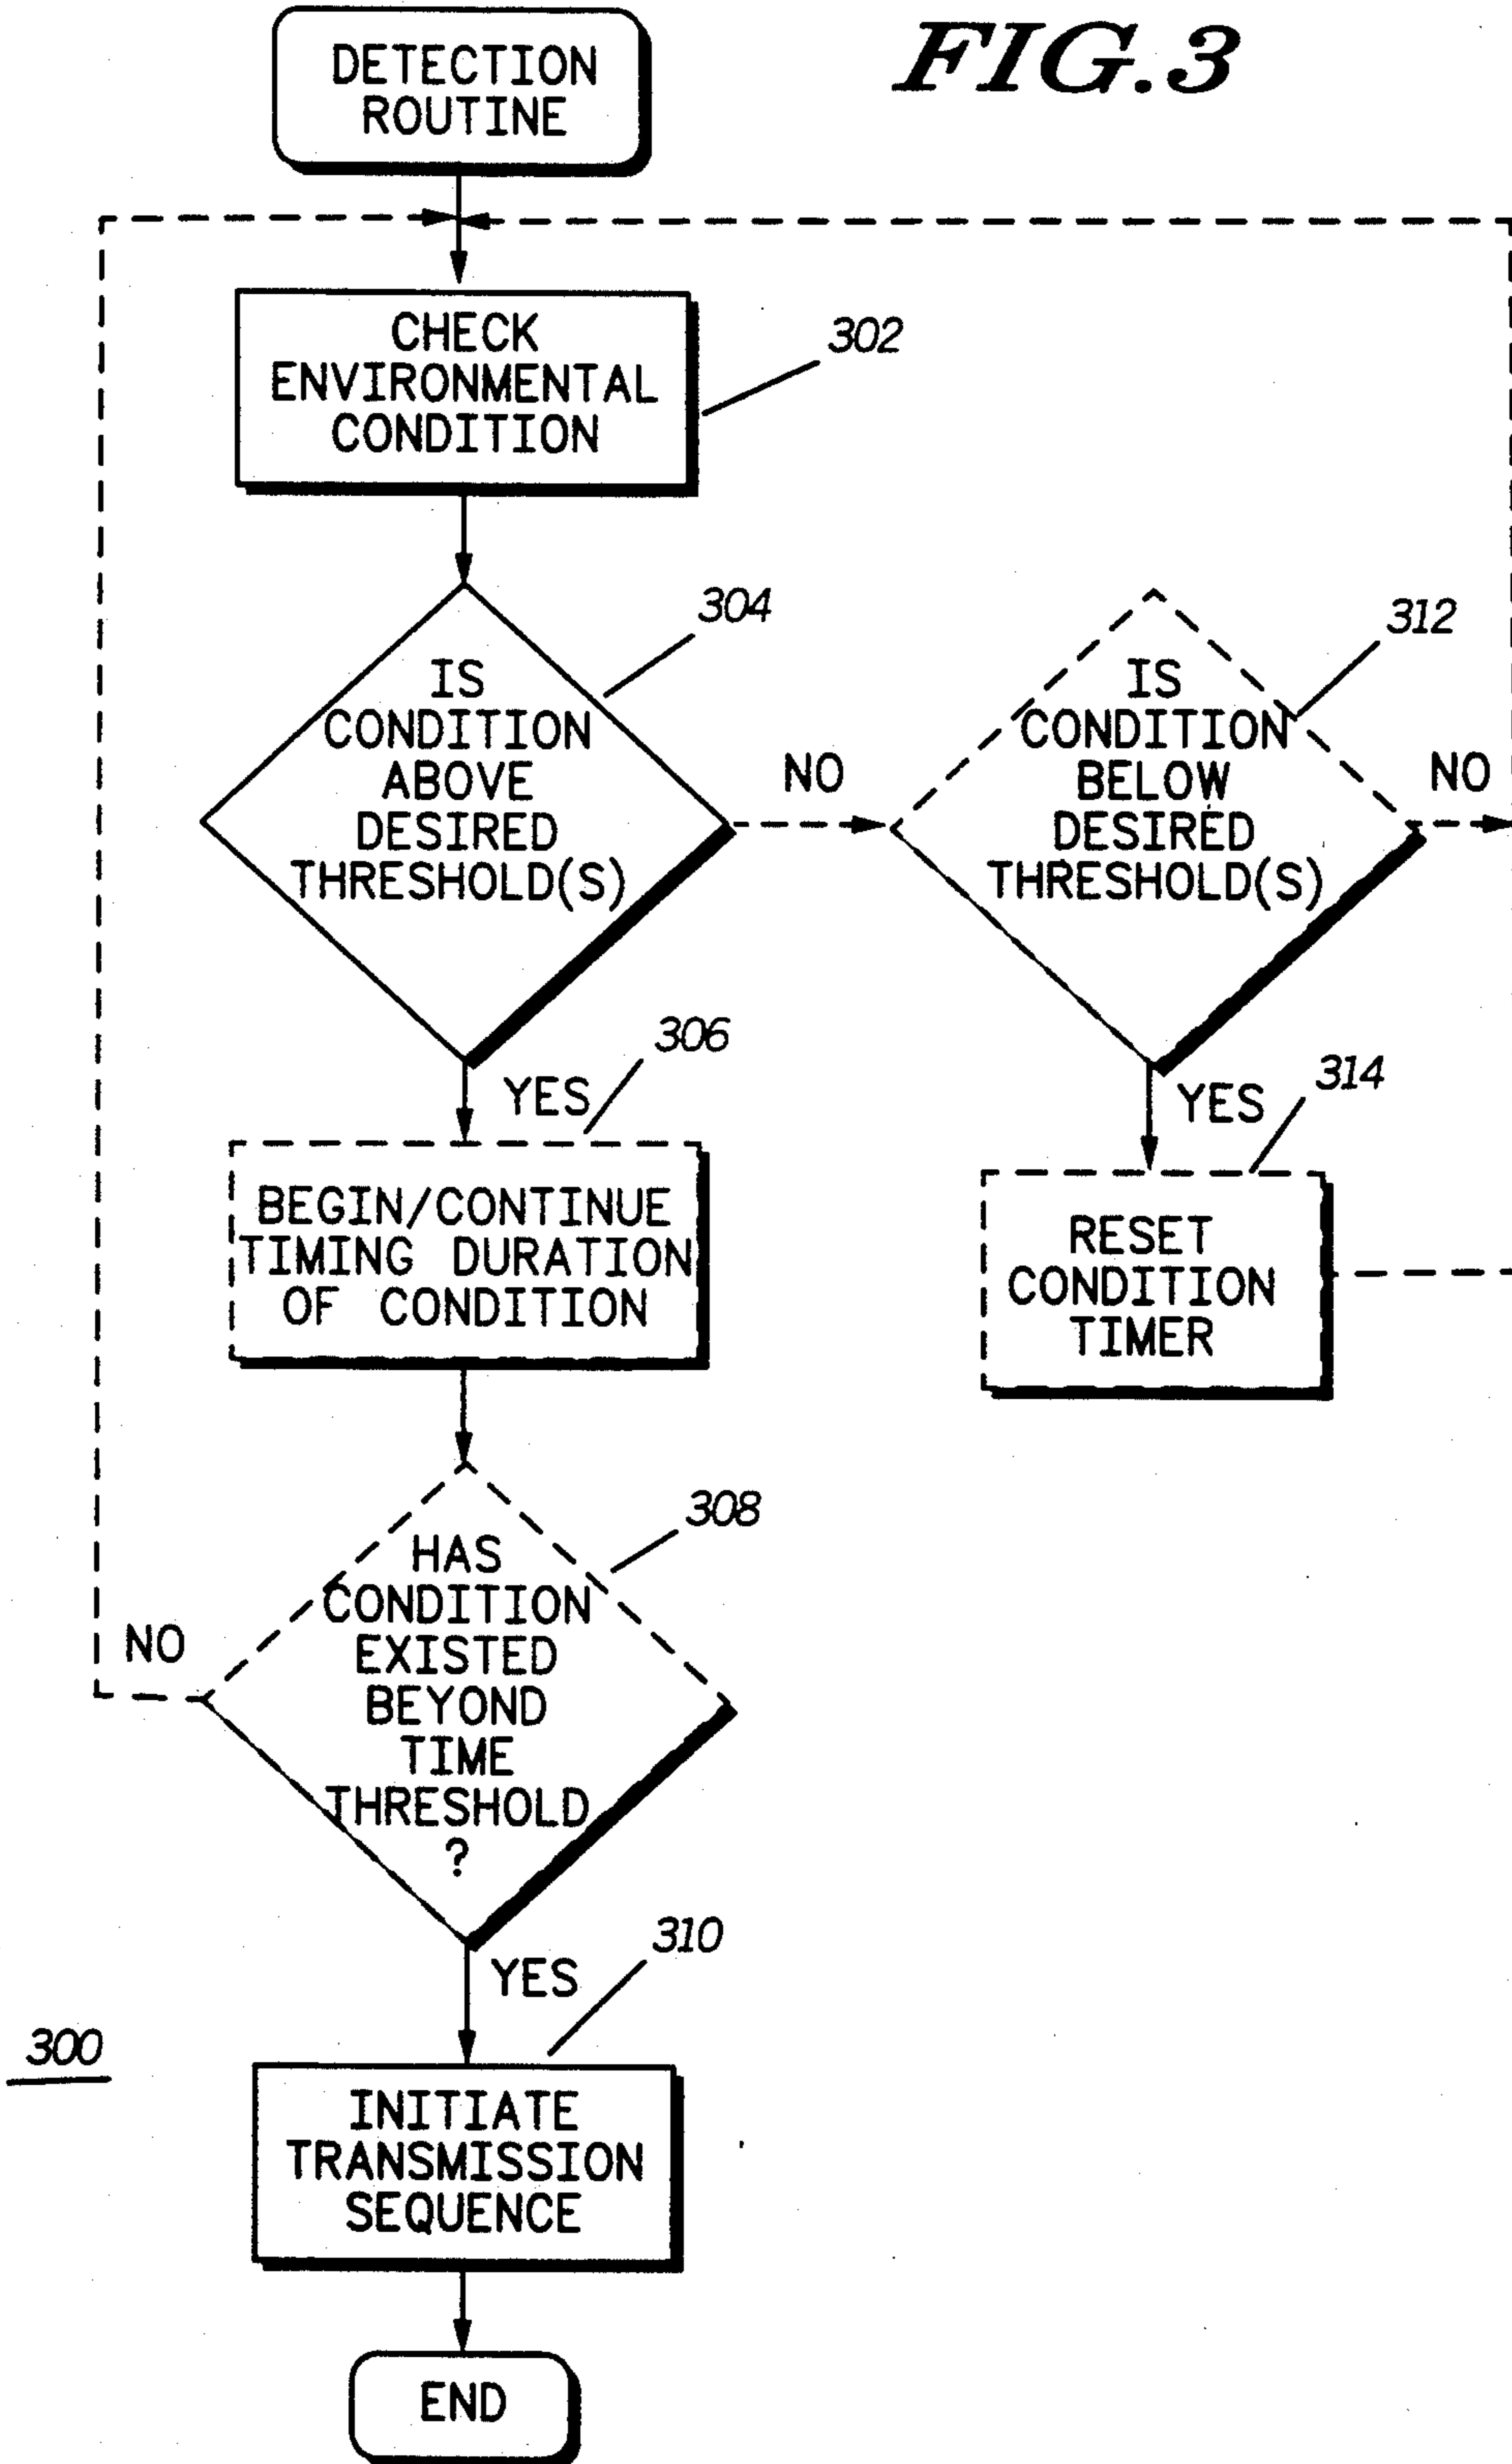 FIG.3
DETECTION
ROUTINE
CHECK
ENVIRONMENTAL
CONDITION
302
IS
CONDITION
ABOVE
DESIRED
THRESHOLD(S)
304
NO
IS
CONDITION
BELOW
DESIRED
THRESHOLD(S)
312
NO
YES
306
BEGIN/CONTINUE
TIMING DURATION
OF CONDITION
YES
314
RESET
CONDITION
TIMER
HAS
CONDITION
EXISTED
BEYOND
TIME
THRESHOLD
?
308
NO
YES
310
300
INITIATE
TRANSMISSION
SEQUENCE
END